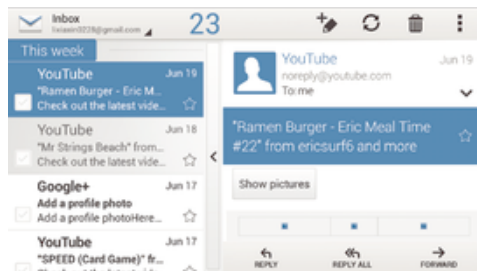 Inbox
23
This week
YouTube Jun 19
"Ramen Burger - Eric M...
Check out the latest vide...
YouTube Jun 18
"Mr Strings Beach" from...
Check out the latest vide...
Google+ Jun 17
Add a profile photo
Add a profile photoHere...
YouTube Jun 17
"SPEED (Card Game)" fr...
YouTube Jun 19
noreply@youtube.com
To: me
"Ramen Burger - Eric Meal Time
#22" from ericsurf6 and more
Show pictures
REPLY
REPLY ALL
FORWARD